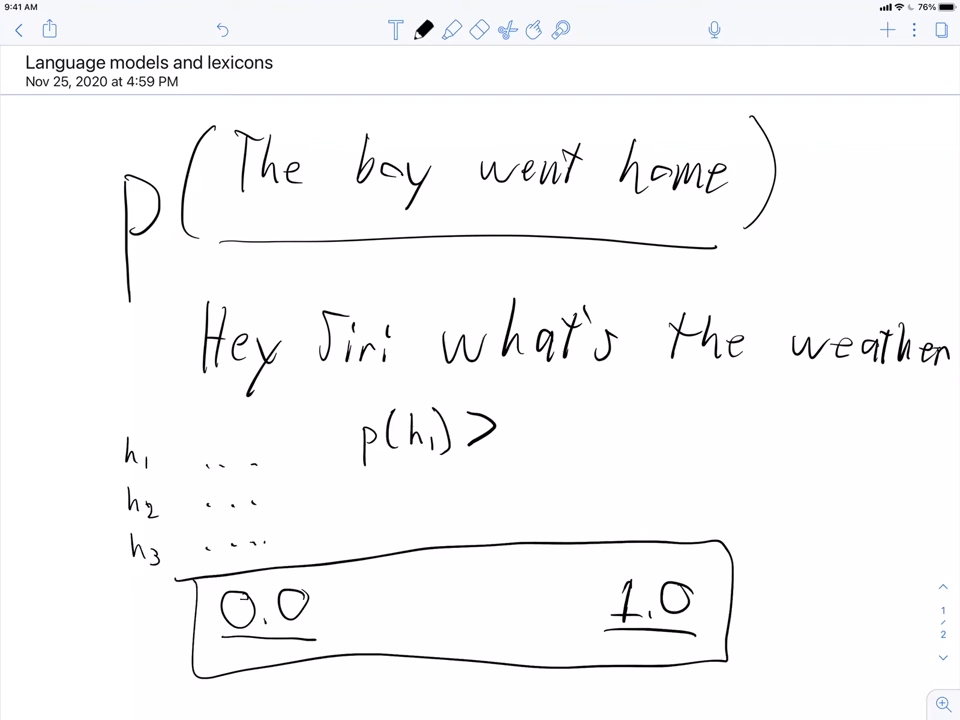 9:41 AM
76%
T
Language models and lexicons
Nov 25, 2020 at 4:59 PM
P(The boy went home)
Hey Siri what's the weather
h₁ .... p(h₁) >
h₂ ...
h₃ ....
0.0 1.0
1
/
2